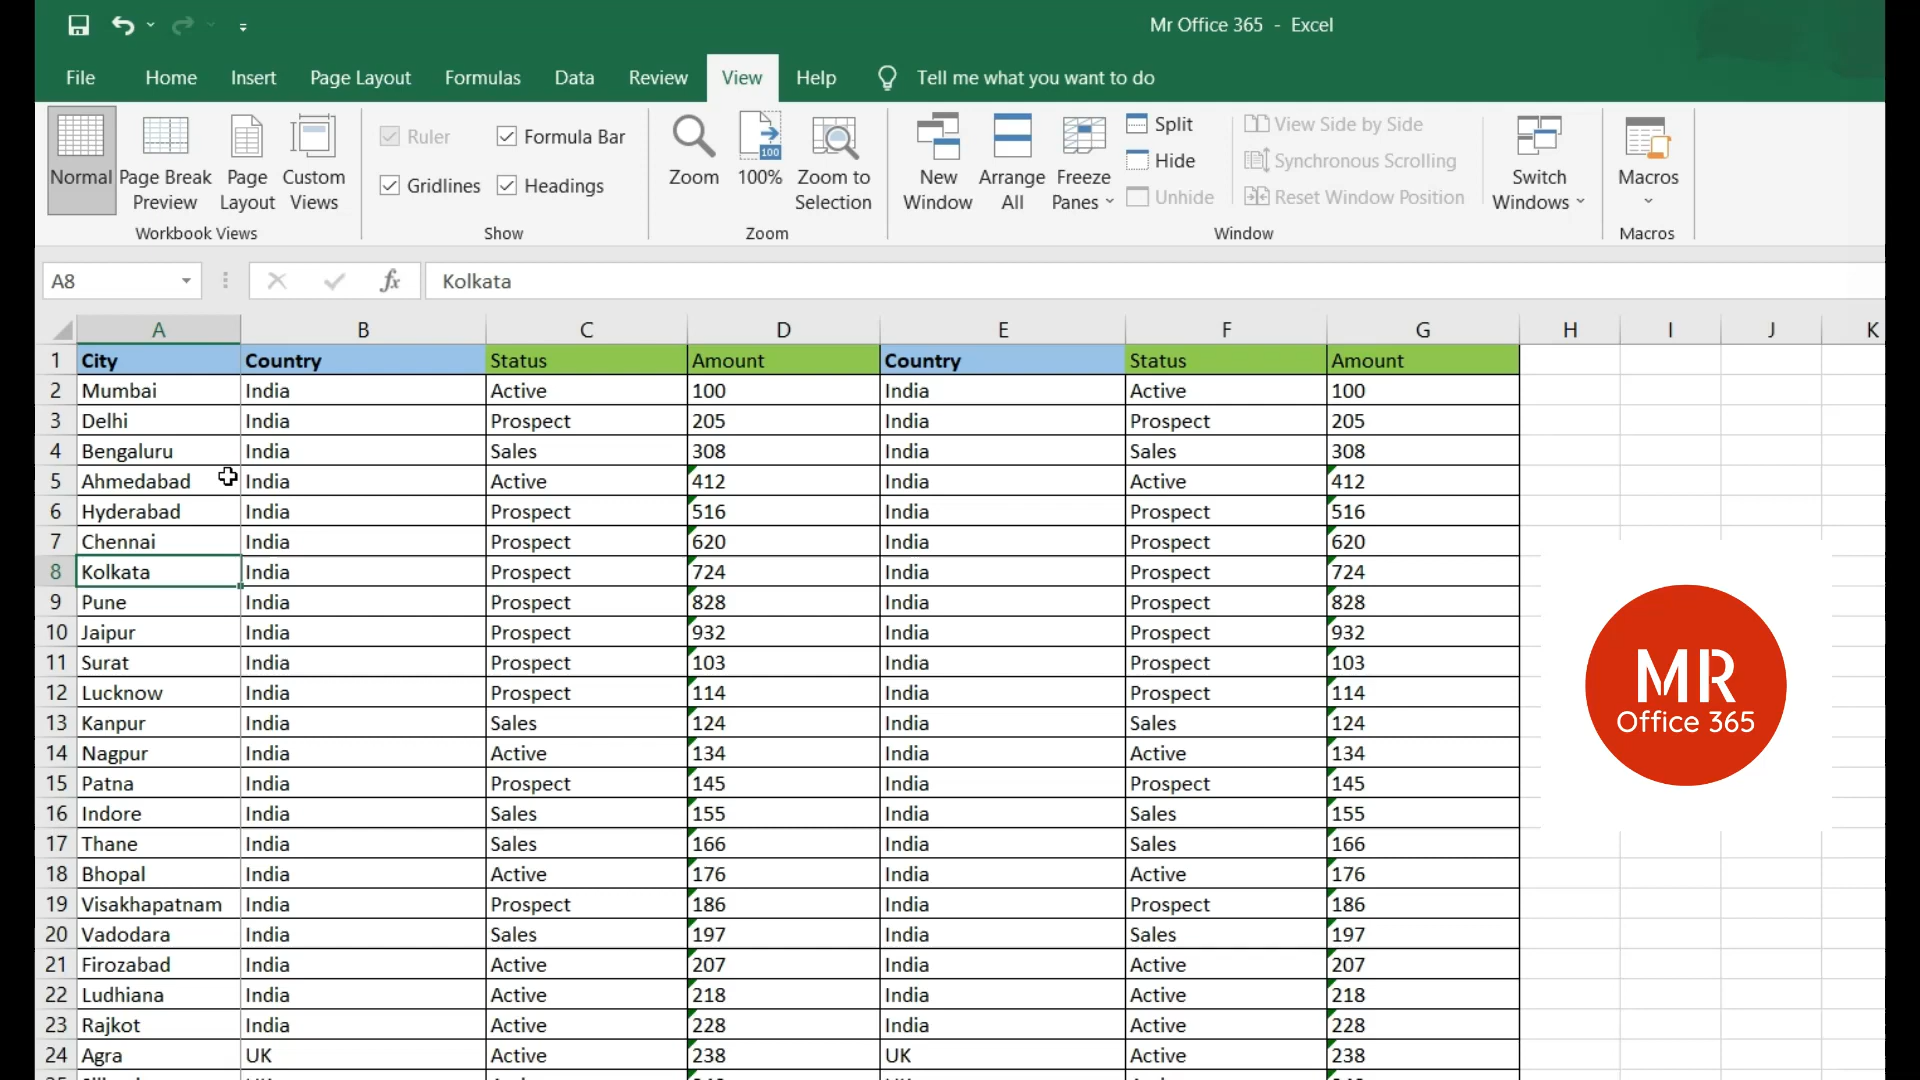 Mr Office 365 - Excel
File Home Insert Page Layout Formulas Data Review View Help Tell me what you want to do
Normal Page Break Preview Page Layout Custom Views
Workbook Views
Ruler Formula Bar
Gridlines Headings
Show
Zoom 100 100% Zoom to Selection
Zoom
New Window Arrange All Freeze Panes
Split
Hide
Unhide
View Side by Side
Synchronous Scrolling
Reset Window Position
Switch Windows
Window
Macros
Macros
A8 fx Kolkata
A B C D E F G H I J K
1 City Country Status Amount Country Status Amount
2 Mumbai India Active 100 India Active 100
3 Delhi India Prospect 205 India Prospect 205
4 Bengaluru India Sales 308 India Sales 308
5 Ahmedabad India Active 412 India Active 412
6 Hyderabad India Prospect 516 India Prospect 516
7 Chennai India Prospect 620 India Prospect 620
8 Kolkata India Prospect 724 India Prospect 724
9 Pune India Prospect 828 India Prospect 828
10 Jaipur India Prospect 932 India Prospect 932
11 Surat India Prospect 103 India Prospect 103
12 Lucknow India Prospect 114 India Prospect 114
13 Kanpur India Sales 124 India Sales 124
14 Nagpur India Active 134 India Active 134
15 Patna India Prospect 145 India Prospect 145
16 Indore India Sales 155 India Sales 155
17 Thane India Sales 166 India Sales 166
18 Bhopal India Active 176 India Active 176
19 Visakhapatnam India Prospect 186 India Prospect 186
20 Vadodara India Sales 197 India Sales 197
21 Firozabad India Active 207 India Active 207
22 Ludhiana India Active 218 India Active 218
23 Rajkot India Active 228 India Active 228
24 Agra UK Active 238 UK Active 238
MR
Office 365